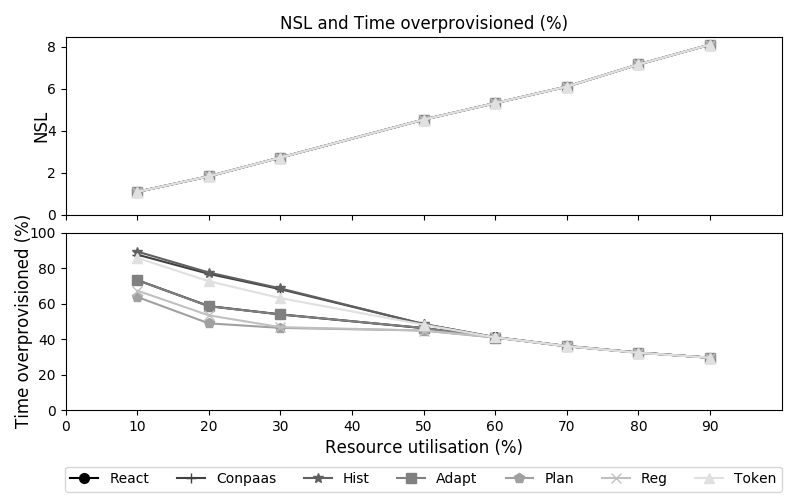 NSL and Time overprovisioned (%)
8
6
4
2
0
NSL
100
80
60
40
20
0
Time overprovisioned (%)
0 10 20 30 40 50 60 70 80 90
Resource utilisation (%)
React Conpaas Hist Adapt Plan Reg Token